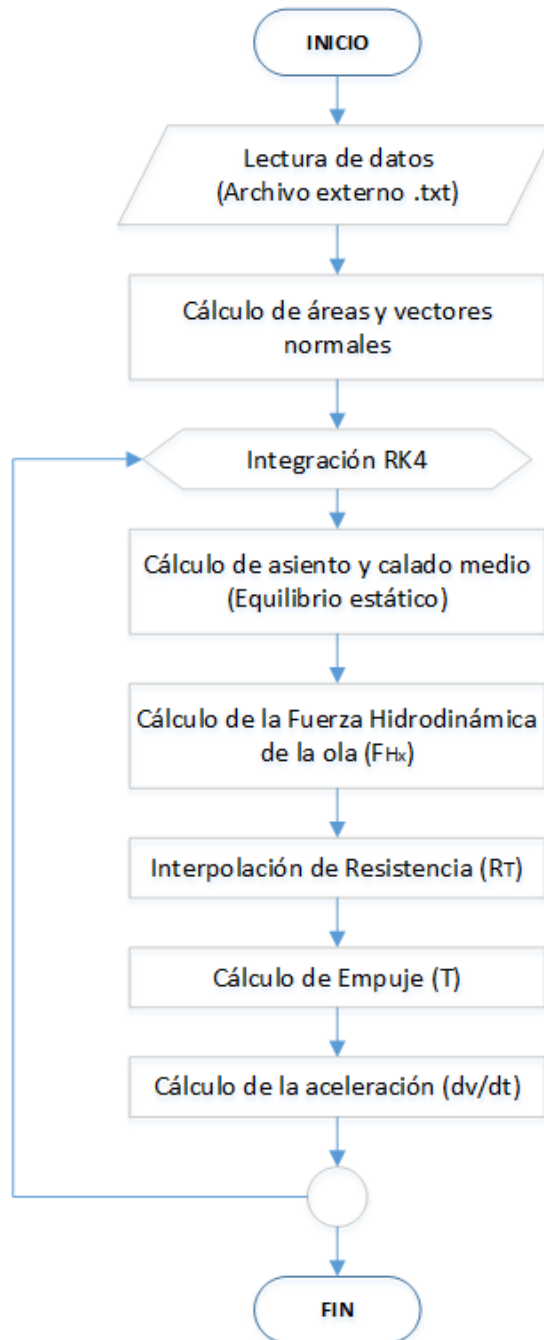 INICIO
Lectura de datos
(Archivo externo .txt)
Cálculo de áreas y vectores
normales
Integración RK4
Cálculo de asiento y calado medio
(Equilibrio estático)
Cálculo de la Fuerza Hidrodinámica
de la ola (FHx)
Interpolación de Resistencia (RT)
Cálculo de Empuje (T)
Cálculo de la aceleración (dv/dt)
FIN